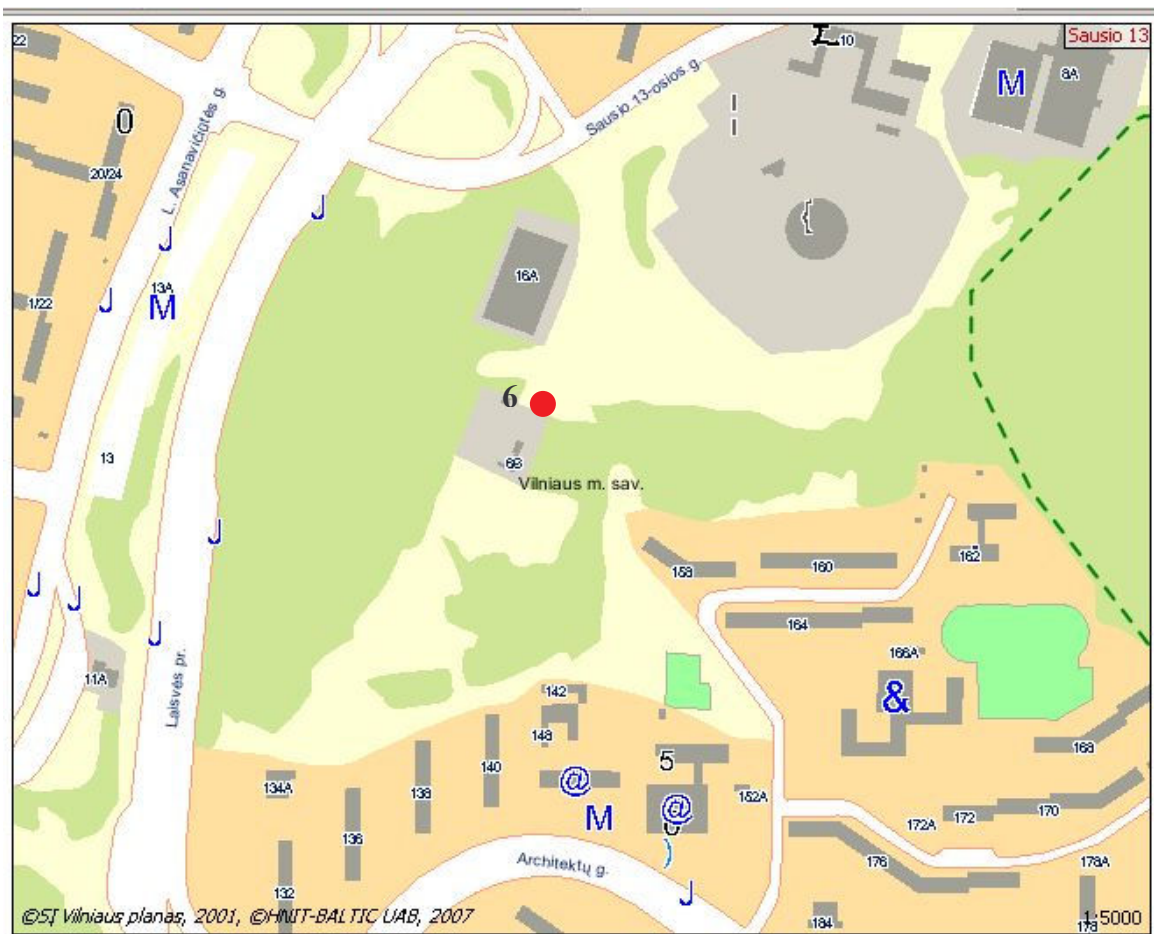 22
10
Sausio 13
8A
M
0
Sausio 13-osios g.
L. Asanavičiūtės g.
20/24
J
J
{
16A
13A
M
J
1/22
6
6B
13
Vilniaus m. sav.
J
158
160
162
J
J
164
J
166A
11A
Laisvės pr.
142
&
148
168
5
140
134A
@
@
152A
138
M
172
170
172A
136
Architektų g.
)
176
178A
132
J
184
178
©SĮ Vilniaus planas, 2001, ©HNIT-BALTIC UAB, 2007
1:5000